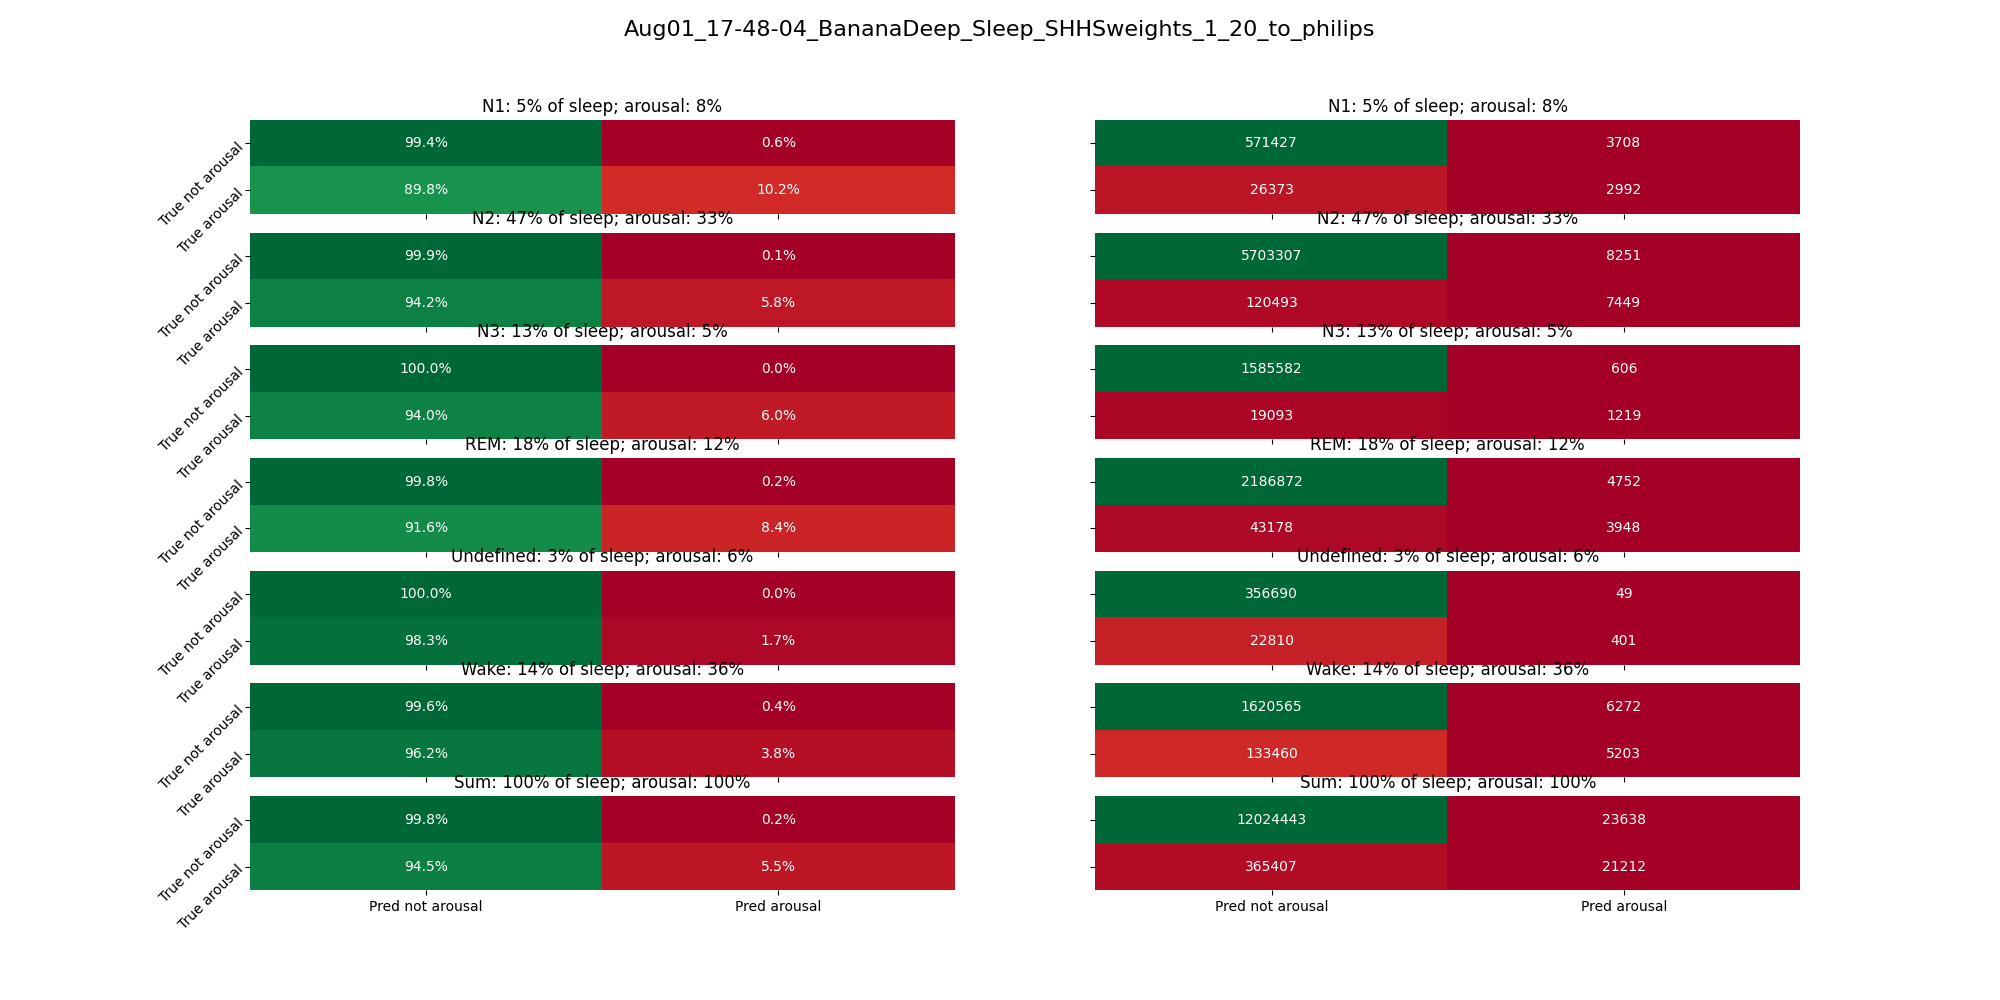 Aug01_17-48-04_BananaDeep_Sleep_SHHSweights_1_20_to_philips
N1: 5% of sleep; arousal: 8%
True not arousal 99.4% 0.6%
True arousal 89.8% 10.2%
N2: 47% of sleep; arousal: 33%
True not arousal 99.9% 0.1%
True arousal 94.2% 5.8%
N3: 13% of sleep; arousal: 5%
True not arousal 100.0% 0.0%
True arousal 94.0% 6.0%
REM: 18% of sleep; arousal: 12%
True not arousal 99.8% 0.2%
True arousal 91.6% 8.4%
Undefined: 3% of sleep; arousal: 6%
True not arousal 100.0% 0.0%
True arousal 98.3% 1.7%
Wake: 14% of sleep; arousal: 36%
True not arousal 99.6% 0.4%
True arousal 96.2% 3.8%
Sum: 100% of sleep; arousal: 100%
True not arousal 99.8% 0.2%
True arousal 94.5% 5.5%
Pred not arousal Pred arousal
N1: 5% of sleep; arousal: 8%
571427 3708
26373 2992
N2: 47% of sleep; arousal: 33%
5703307 8251
120493 7449
N3: 13% of sleep; arousal: 5%
1585582 606
19093 1219
REM: 18% of sleep; arousal: 12%
2186872 4752
43178 3948
Undefined: 3% of sleep; arousal: 6%
356690 49
22810 401
Wake: 14% of sleep; arousal: 36%
1620565 6272
133460 5203
Sum: 100% of sleep; arousal: 100%
12024443 23638
365407 21212
Pred not arousal Pred arousal